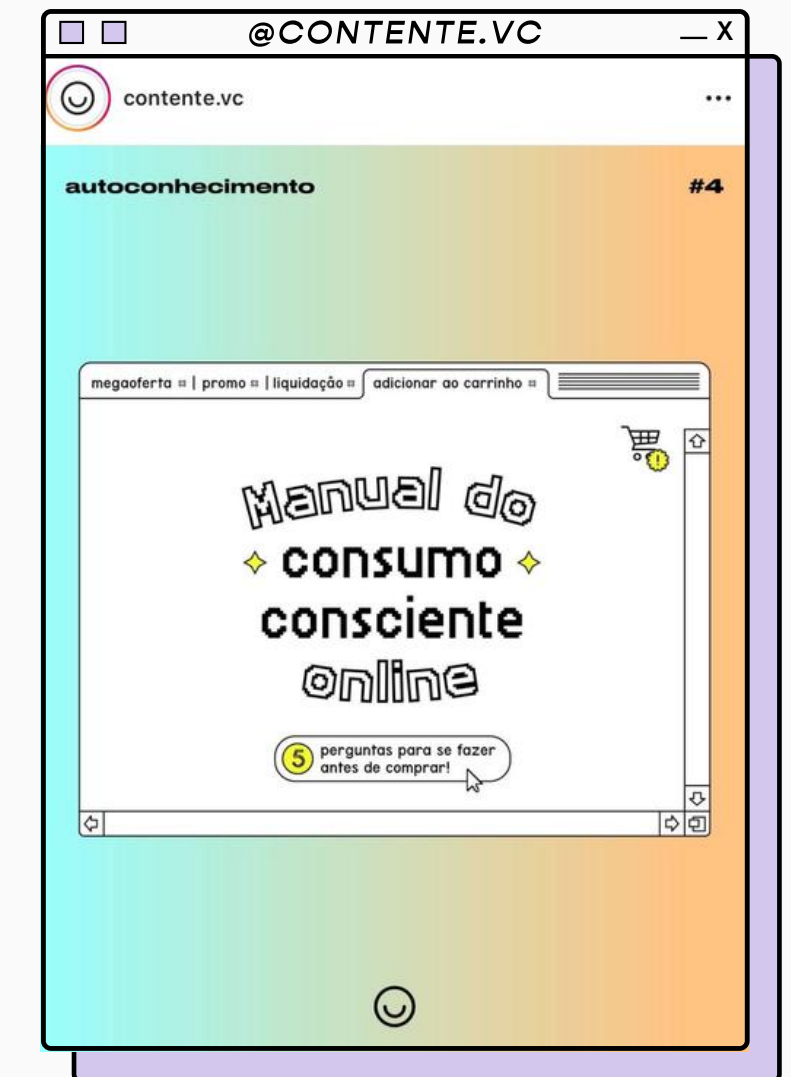 @CONTENTE.VC
X
contente.vc
autoconhecimento #4
megaoferta | promo | liquidação adicionar ao carrinho
!
Manual do
consumo
consciente
online
5 perguntas para se fazer
antes de comprar!